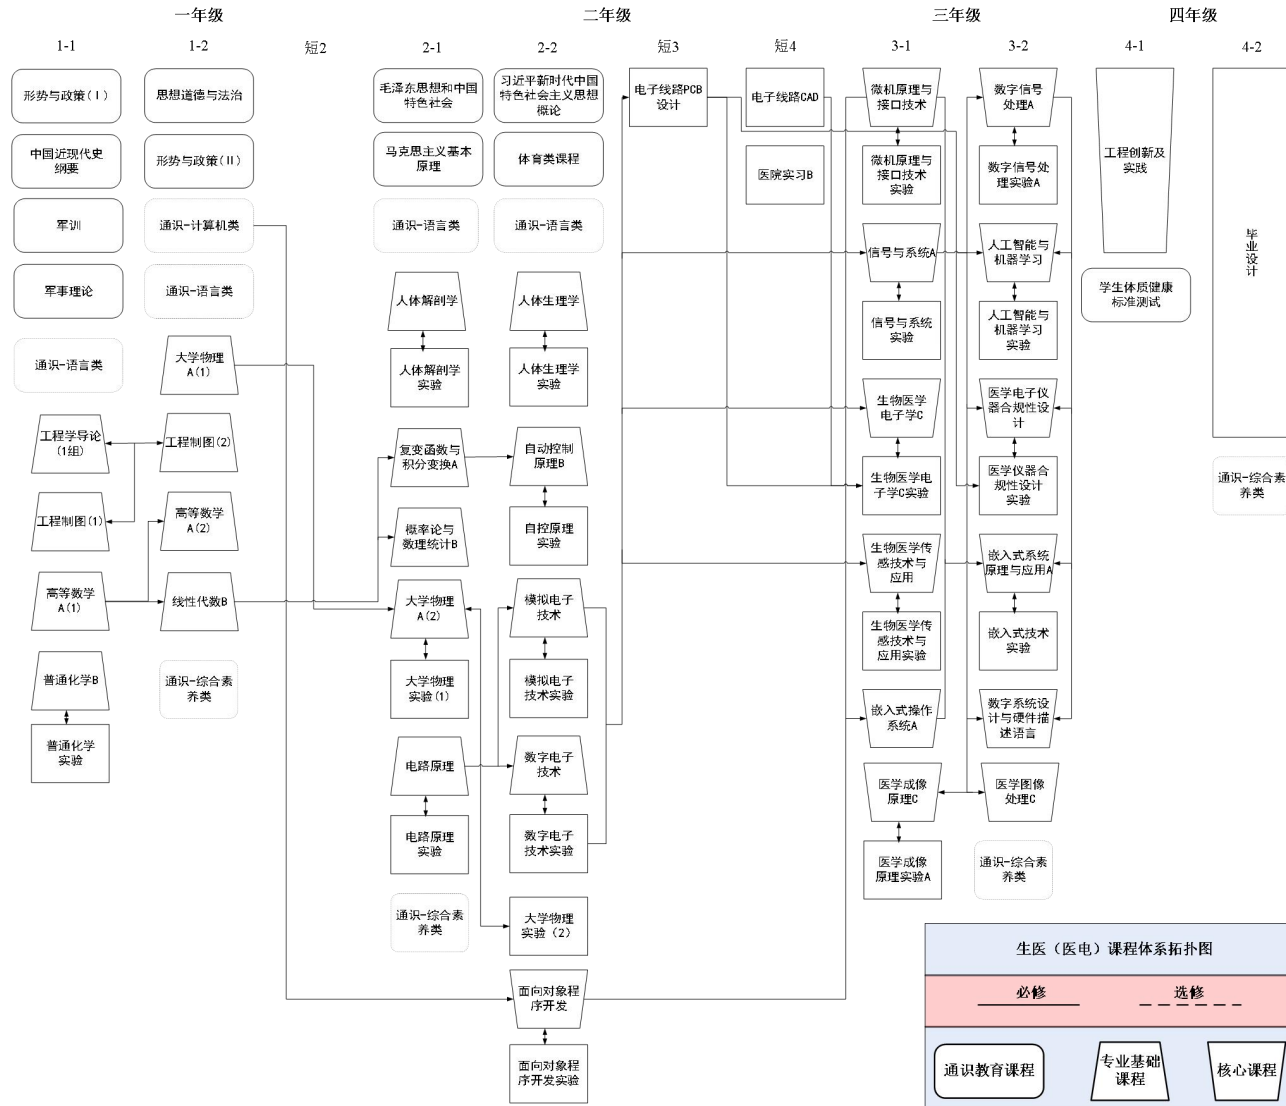 一年级
二年级
三年级
四年级
1-1
1-2
短2
2-1
2-2
短3
短4
3-1
3-2
4-1
4-2
形势与政策(Ⅰ)
中国近现代史
纲要
军训
军事理论
通识-语言类
工程学导论
(1组)
工程制图(1)
高等数学
A(1)
普通化学B
普通化学
实验
思想道德与法治
形势与政策(II)
通识-计算机类
通识-语言类
大学物理
A(1)
工程制图(2)
高等数学
A(2)
线性代数B
通识-综合素
养类
毛泽东思想和中国
特色社会
马克思主义基本
原理
通识-语言类
人体解剖学
人体解剖学
实验
复变函数与
积分变换A
概率论与
数理统计B
大学物理
A(2)
大学物理
实验(1)
电路原理
电路原理
实验
通识-综合素
养类
习近平新时代中国
特色社会主义思想
概论
体育类课程
通识-语言类
人体生理学
人体生理学
实验
自动控制
原理B
自控原理
实验
模拟电子
技术
模拟电子
技术实验
数字电子
技术
数字电子
技术实验
大学物理
实验（2）
面向对象程
序开发
面向对象程
序开发实验
电子线路PCB
设计
电子线路CAD
医院实习B
微机原理与
接口技术
微机原理与
接口技术
实验
信号与系统A
信号与系统
实验
生物医学
电子学C
生物医学电
子学C实验
生物医学传
感技术与
应用
生物医学传
感技术与
应用实验
嵌入式操作
系统A
医学成像
原理C
医学成像
原理实验A
数字信号
处理A
数字信号处
理实验A
人工智能与
机器学习
人工智能与
机器学习
实验
医学电子仪
器合规性设
计
医学仪器合
规性设计
实验
嵌入式系统
原理与应用A
嵌入式技术
实验
数字系统设
计与硬件描
述语言
医学图像
处理C
通识-综合素
养类
工程创新及
实践
学生体质健康
标准测试
毕
业
设
计
通识-综合素
养类
生医（医电）课程体系拓扑图
必修
选修
通识教育课程
专业基础
课程
核心课程